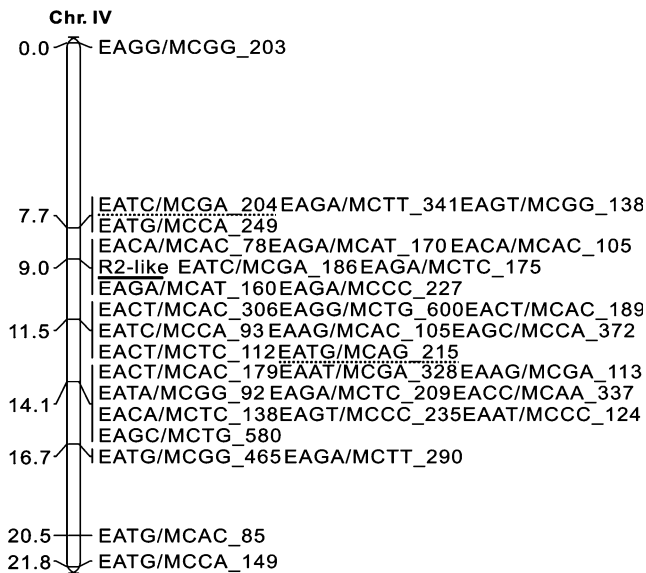 Chr. IV
0.0 EAGG/MCGG_203
EATC/MCGA_204 EAGA/MCTT_341 EAGT/MCGG_138
7.7 EATG/MCCA_249
EACA/MCAC_78 EAGA/MCAT_170 EACA/MCAC_105
9.0 R2-like EATC/MCGA_186 EAGA/MCTC_175
EAGA/MCAT_160 EAGA/MCCC_227
EACT/MCAC_306 EAGG/MCTG_600 EACT/MCAC_189
11.5 EATC/MCCA_93 EAAG/MCAC_105 EAGC/MCCA_372
EACT/MCTC_112 EATG/MCAG_215
EACT/MCAC_179 EAAT/MCGA_328 EAAG/MCGA_113
14.1 EATA/MCGG_92 EAGA/MCTC_209 EACC/MCAA_337
EACA/MCTC_138 EAGT/MCCC_235 EAAT/MCCC_124
EAGC/MCTG_580
16.7 EATG/MCGG_465 EAGA/MCTT_290
20.5 EATG/MCAC_85
21.8 EATG/MCCA_149